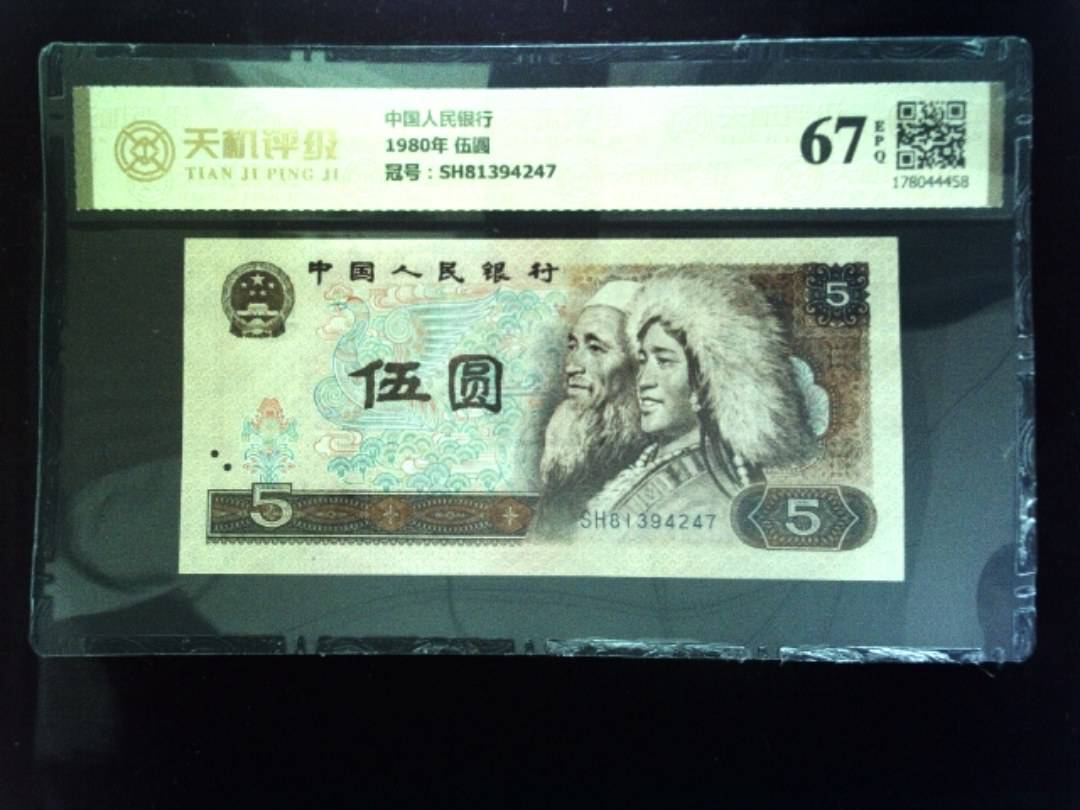 天机评级
TIAN JI PING JI
中国人民银行
1980年 伍圆
冠号：SH81394247
67
EPQ
178044458
中国人民银行
5
伍圆
5
SH81394247
5